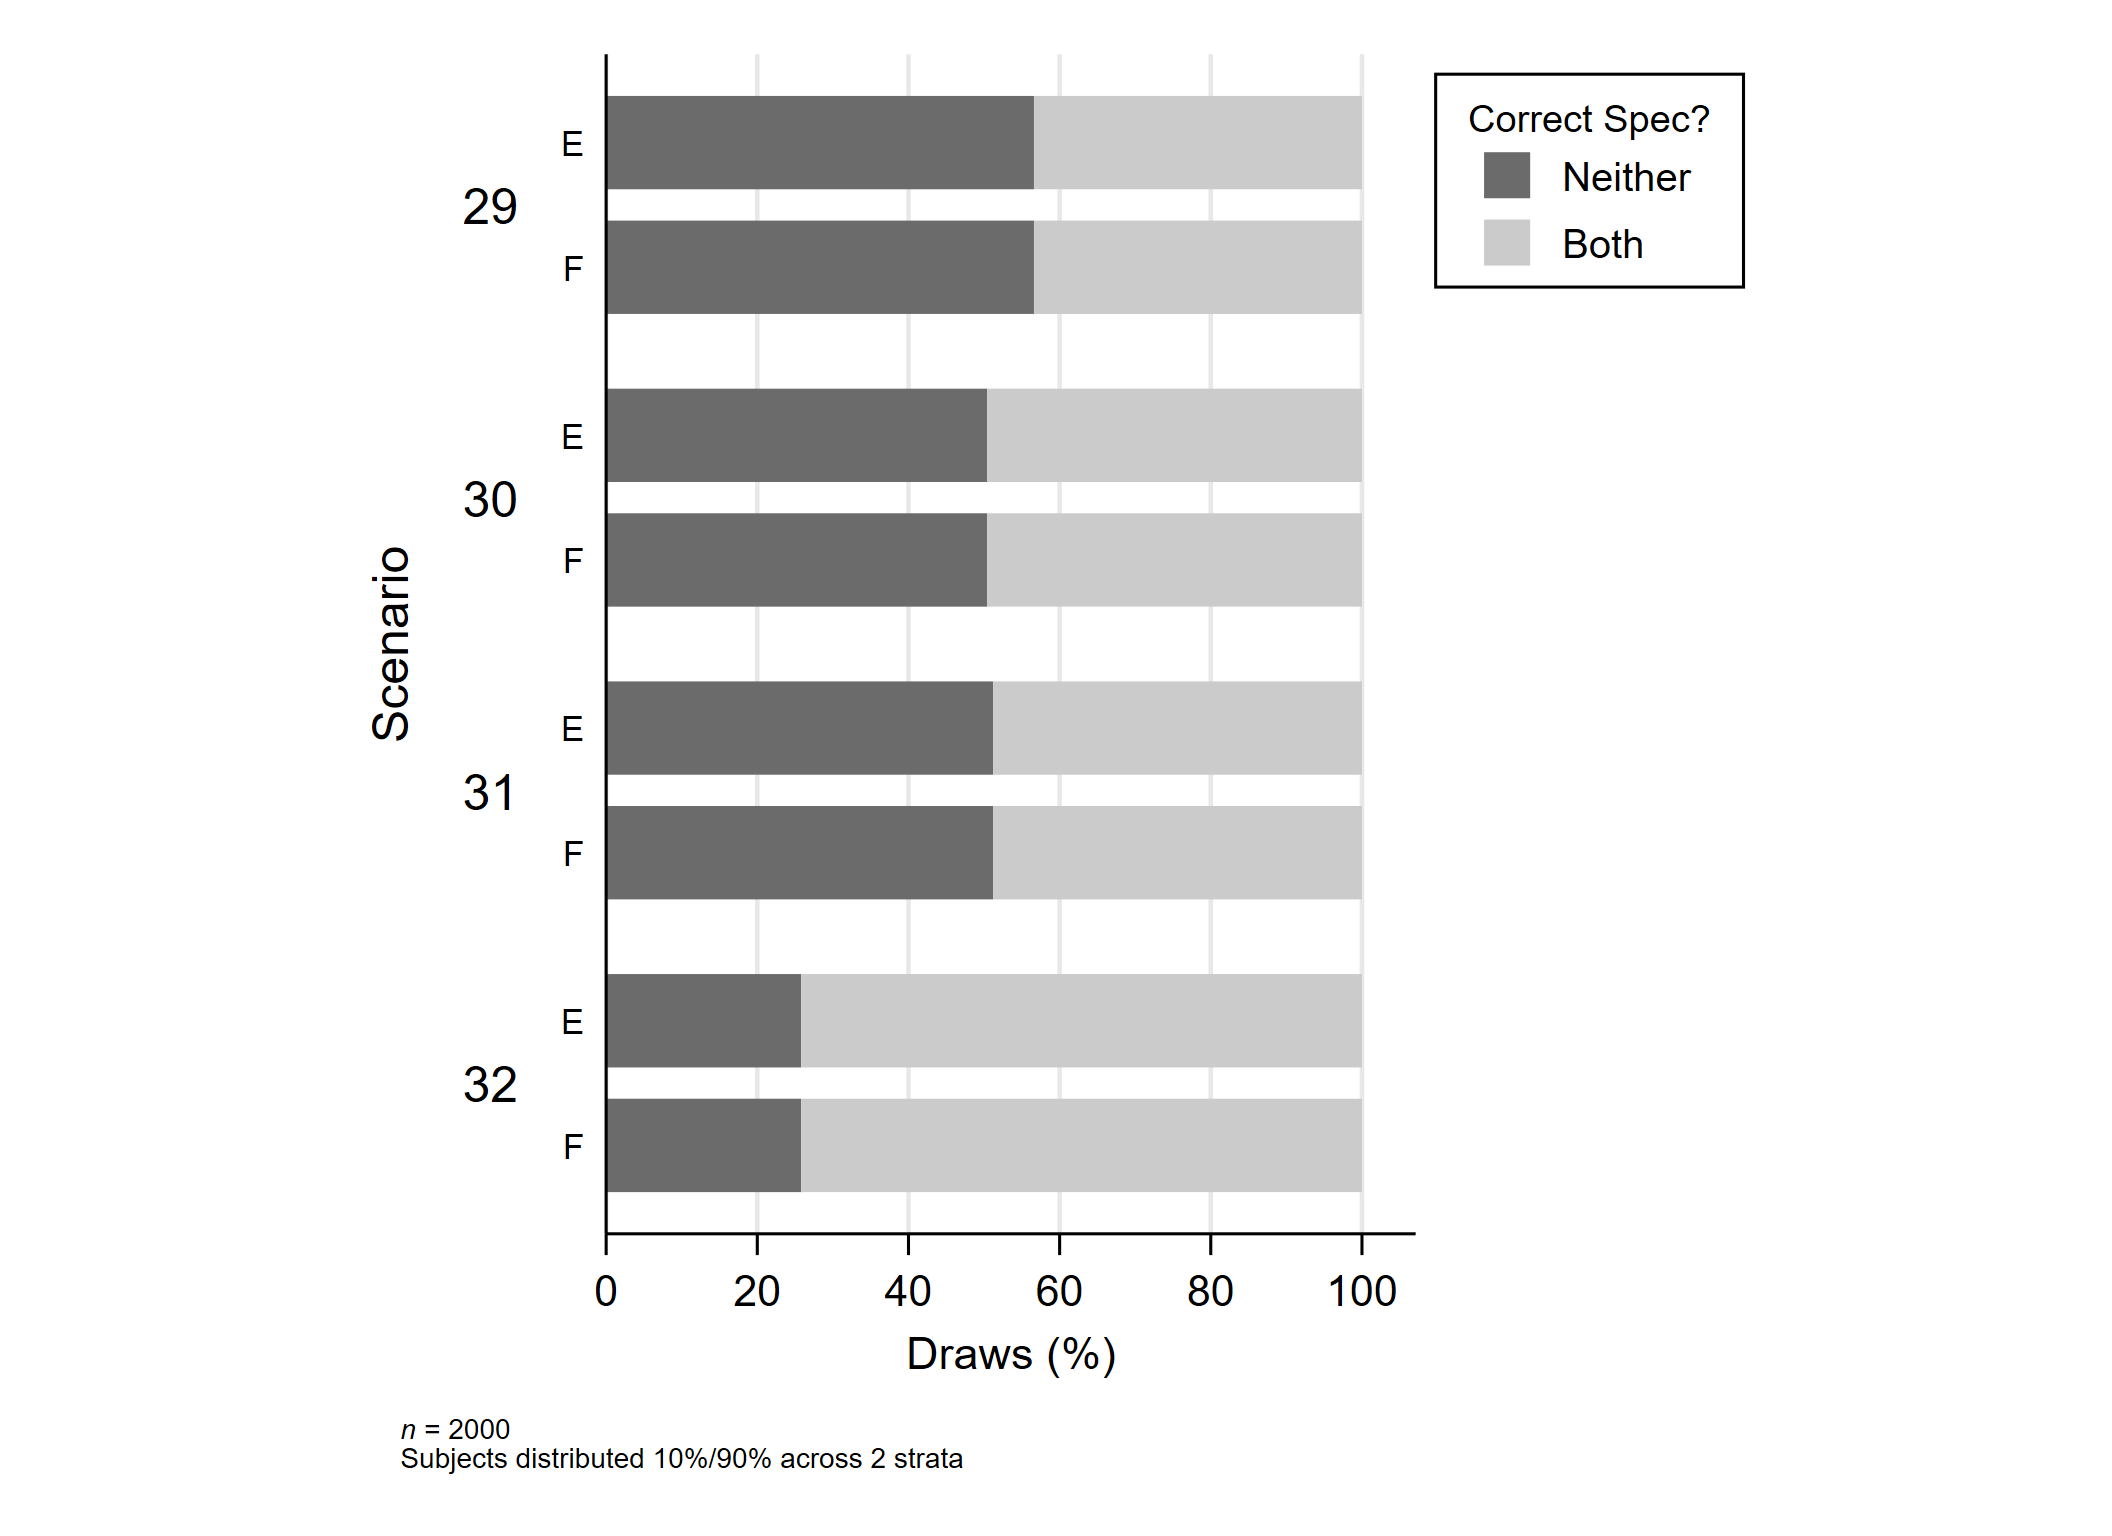 Correct Spec?
Neither
Both
Scenario
29
E
F
30
E
F
31
E
F
32
E
F
0 20 40 60 80 100
Draws (%)
n = 2000
Subjects distributed 10%/90% across 2 strata